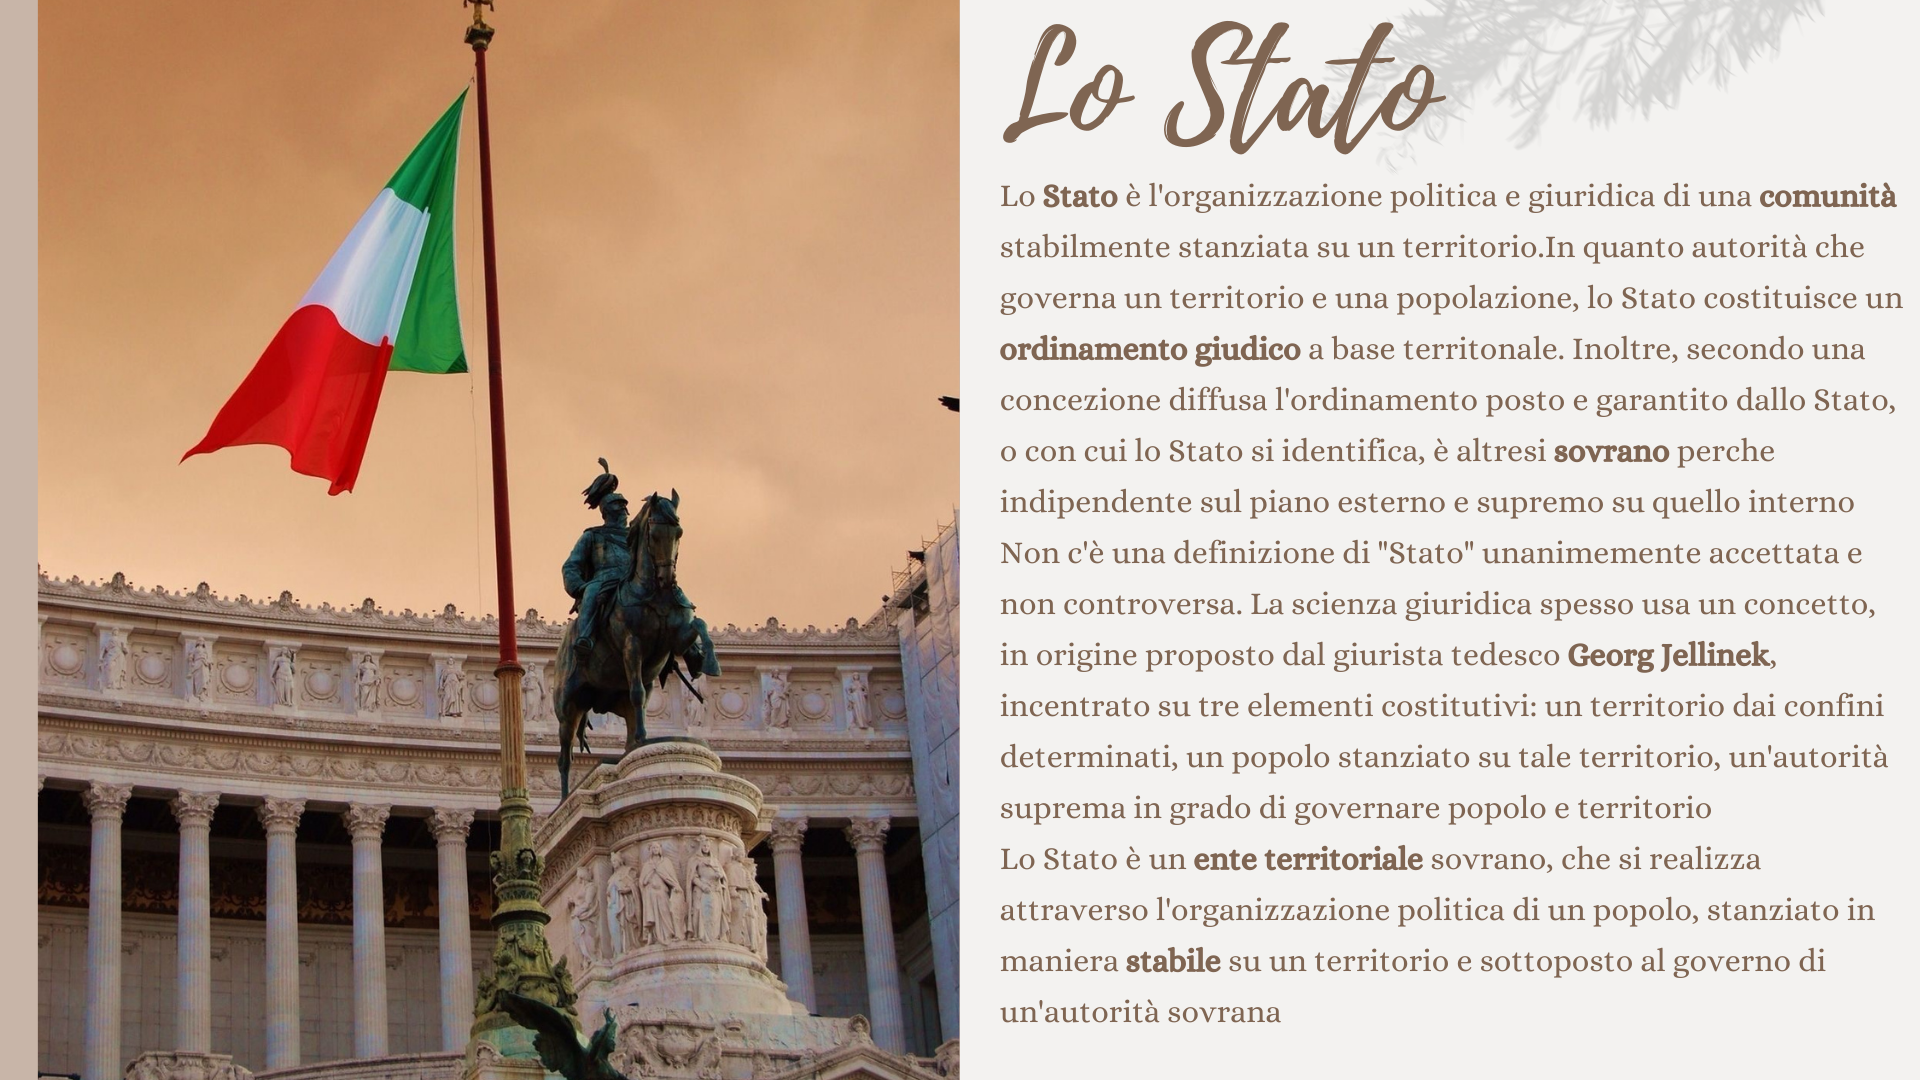 Lo Stato
Lo Stato è l'organizzazione politica e giuridica di una comunità
stabilmente stanziata su un territorio.In quanto autorità che
governa un territorio e una popolazione, lo Stato costituisce un
ordinamento giudico a base territonale. Inoltre, secondo una
concezione diffusa l'ordinamento posto e garantito dallo Stato,
o con cui lo Stato si identifica, è altresi sovrano perche
indipendente sul piano esterno e supremo su quello interno
Non c'è una definizione di "Stato" unanimemente accettata e
non controversa. La scienza giuridica spesso usa un concetto,
in origine proposto dal giurista tedesco Georg Jellinek,
incentrato su tre elementi costitutivi: un territorio dai confini
determinati, un popolo stanziato su tale territorio, un'autorità
suprema in grado di governare popolo e territorio
Lo Stato è un ente territoriale sovrano, che si realizza
attraverso l'organizzazione politica di un popolo, stanziato in
maniera stabile su un territorio e sottoposto al governo di
un'autorità sovrana